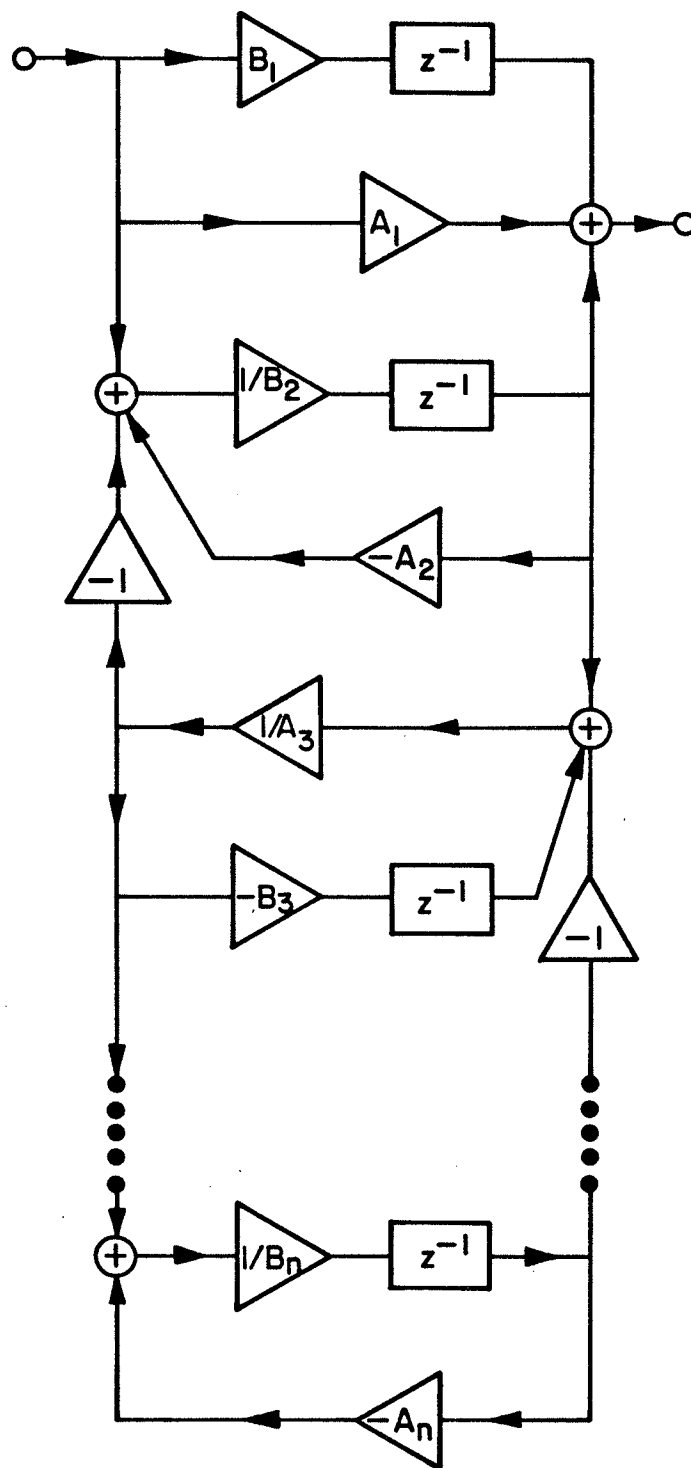 B₁
z⁻¹
A₁
+
+
1/B₂
z⁻¹
-A₂
-1
1/A₃
+
-B₃
z⁻¹
-1
+
1/Bₙ
z⁻¹
-Aₙ